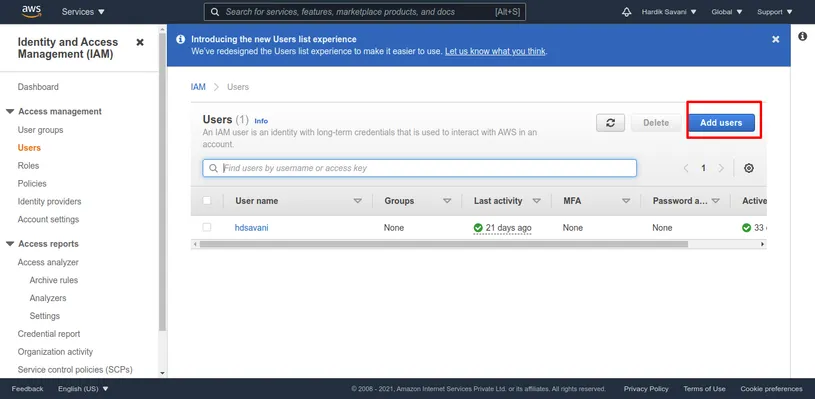 aws Services Search for services, features, marketplace products, and docs [Alt+S] Hardik Savani Global Support
Identity and Access
Management (IAM)
Dashboard
Access management
User groups
Users
Roles
Policies
Identity providers
Account settings
Access reports
Access analyzer
Archive rules
Analyzers
Settings
Credential report
Organization activity
Service control policies (SCPs)
Introducing the new Users list experience
We've redesigned the Users list experience to make it easier to use. Let us know what you think.
IAM > Users
Users (1) Info
An IAM user is an identity with long-term credentials that is used to interact with AWS in an
account.
Delete
Add users
Find users by username or access key
1
User name Groups Last activity MFA Password a... Active
hdsavani None 21 days ago None None 33
Feedback English (US) © 2008 - 2021, Amazon Internet Services Private Ltd. or its affiliates. All rights reserved. Privacy Policy Terms of Use Cookie preferences